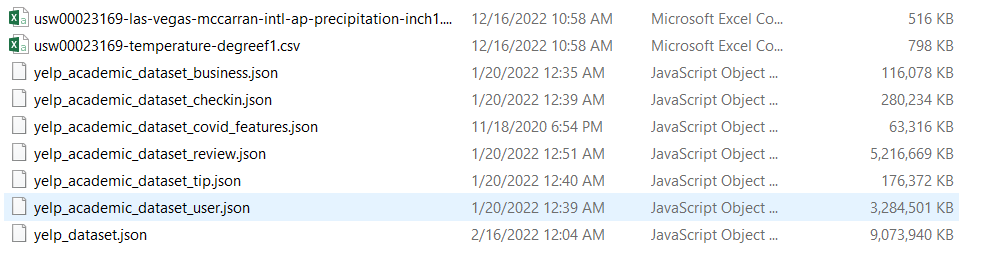 usw00023169-las-vegas-mccarran-intl-ap-precipitation-inch1.... 12/16/2022 10:58 AM Microsoft Excel Co... 516 KB
usw00023169-temperature-degreef1.csv 12/16/2022 10:58 AM Microsoft Excel Co... 798 KB
yelp_academic_dataset_business.json 1/20/2022 12:35 AM JavaScript Object ... 116,078 KB
yelp_academic_dataset_checkin.json 1/20/2022 12:39 AM JavaScript Object ... 280,234 KB
yelp_academic_dataset_covid_features.json 11/18/2020 6:54 PM JavaScript Object ... 63,316 KB
yelp_academic_dataset_review.json 1/20/2022 12:51 AM JavaScript Object ... 5,216,669 KB
yelp_academic_dataset_tip.json 1/20/2022 12:40 AM JavaScript Object ... 176,372 KB
yelp_academic_dataset_user.json 1/20/2022 12:39 AM JavaScript Object ... 3,284,501 KB
yelp_dataset.json 2/16/2022 12:04 AM JavaScript Object ... 9,073,940 KB